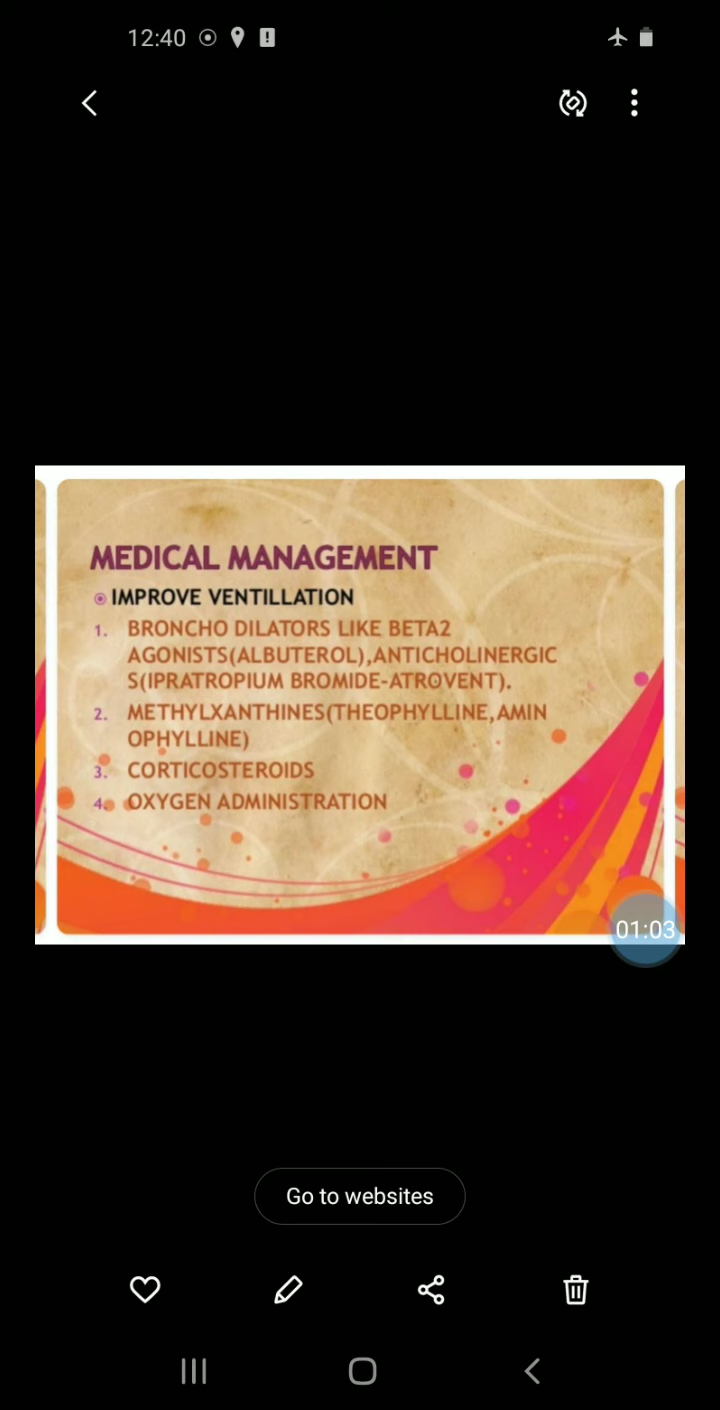 12:40
MEDICAL MANAGEMENT
IMPROVE VENTILLATION
1. BRONCHO DILATORS LIKE BETA2
AGONISTS(ALBUTEROL),ANTICHOLINERGIC
S(IPRATROPIUM BROMIDE-ATROVENT).
2. METHYLXANTHINES(THEOPHYLLINE,AMIN
OPHYLLINE)
3. CORTICOSTEROIDS
4. OXYGEN ADMINISTRATION
01:03
Go to websites